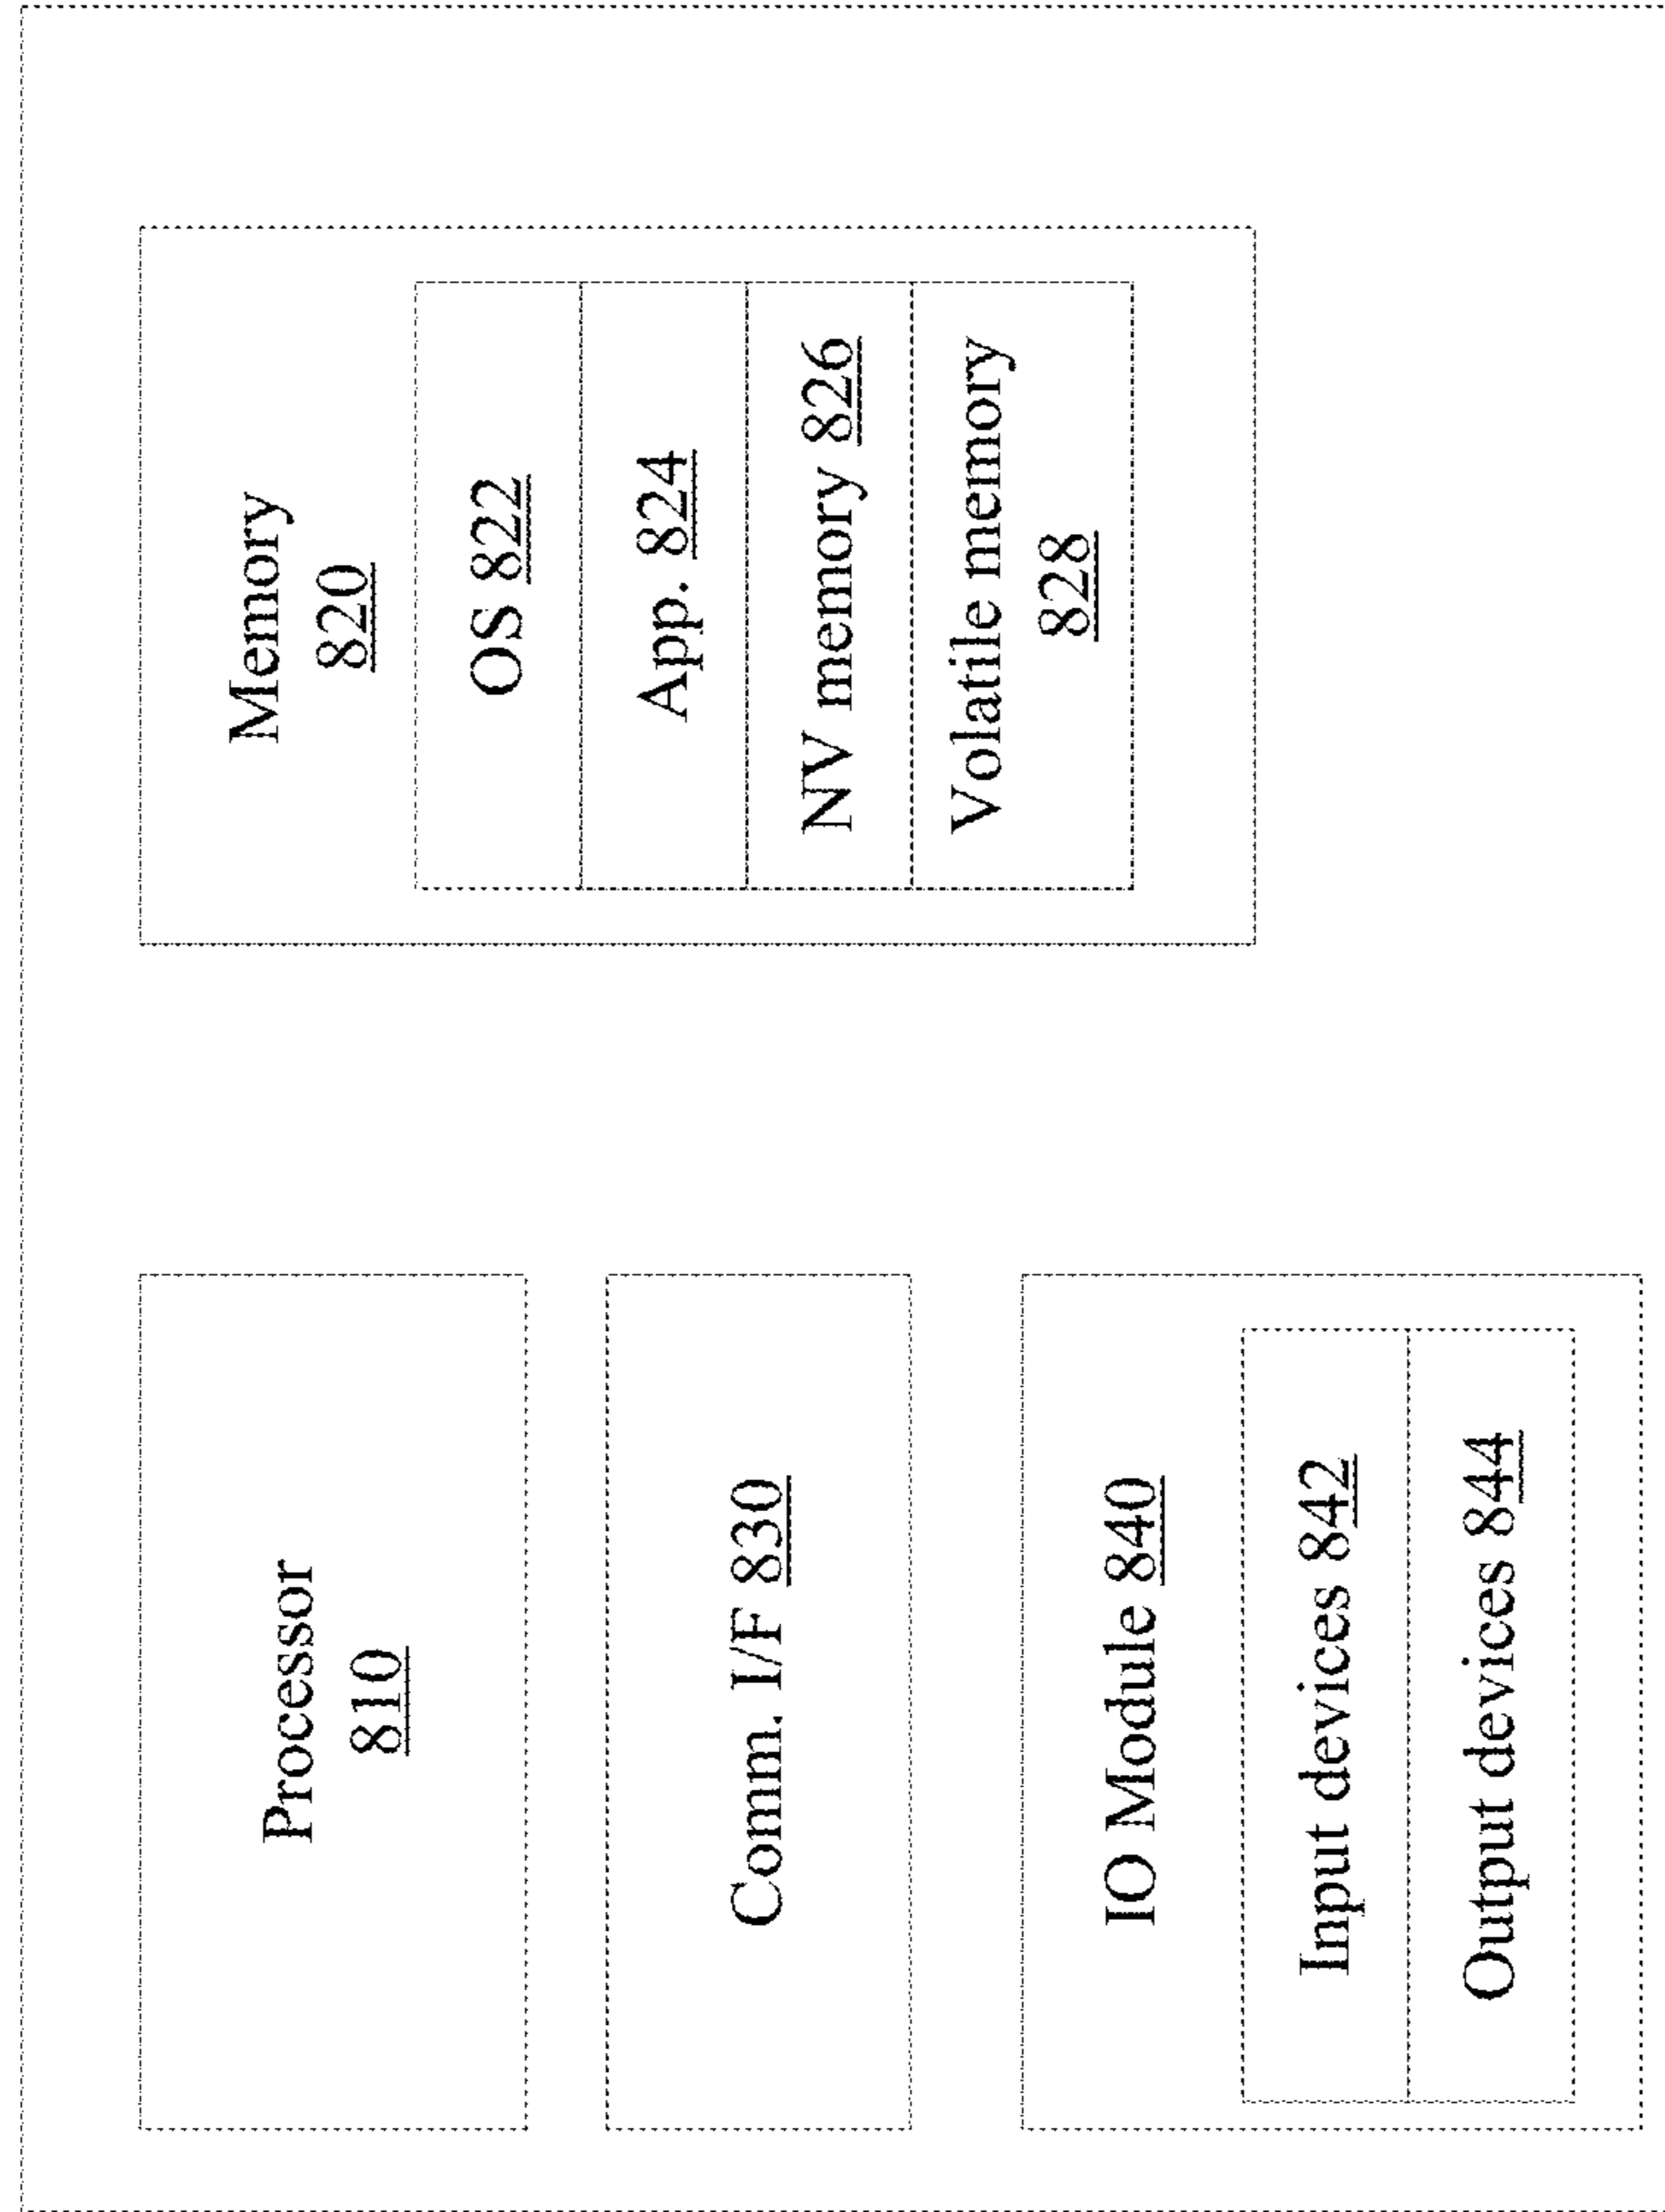 Processor
810
Comm. I/F 830
IO Module 840
Input devices 842
Output devices 844
Memory
820
OS 822
App. 824
NV memory 826
Volatile memory
828